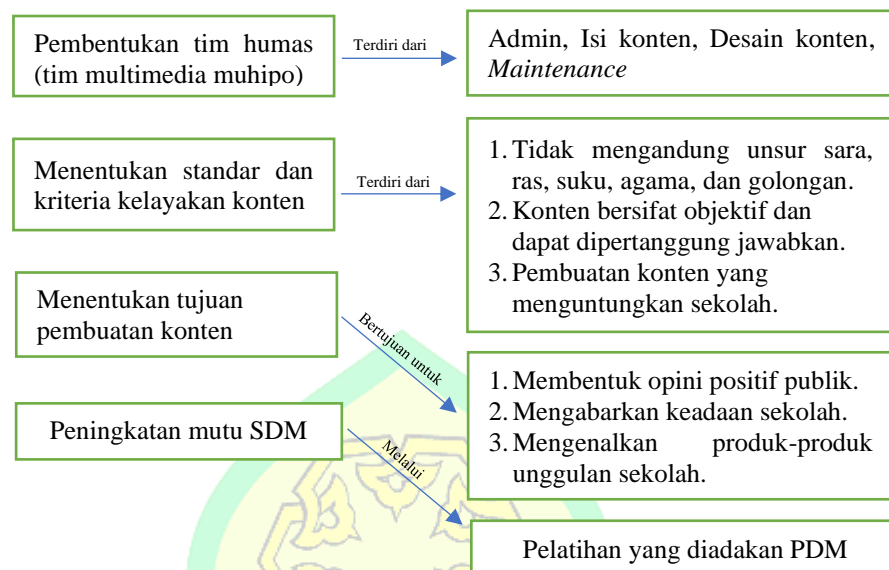 Pembentukan tim humas
(tim multimedia muhipo)
Terdiri dari
Admin, Isi konten, Desain konten,
Maintenance
Menentukan standar dan
kriteria kelayakan konten
Terdiri dari
1. Tidak mengandung unsur sara,
ras, suku, agama, dan golongan.
2. Konten bersifat objektif dan
dapat dipertanggung jawabkan.
3. Pembuatan konten yang
menguntungkan sekolah.
Menentukan tujuan
pembuatan konten
Bertujuan untuk
1. Membentuk opini positif publik.
2. Mengabarkan keadaan sekolah.
3. Mengenalkan produk-produk
unggulan sekolah.
Peningkatan mutu SDM
Melalui
Pelatihan yang diadakan PDM